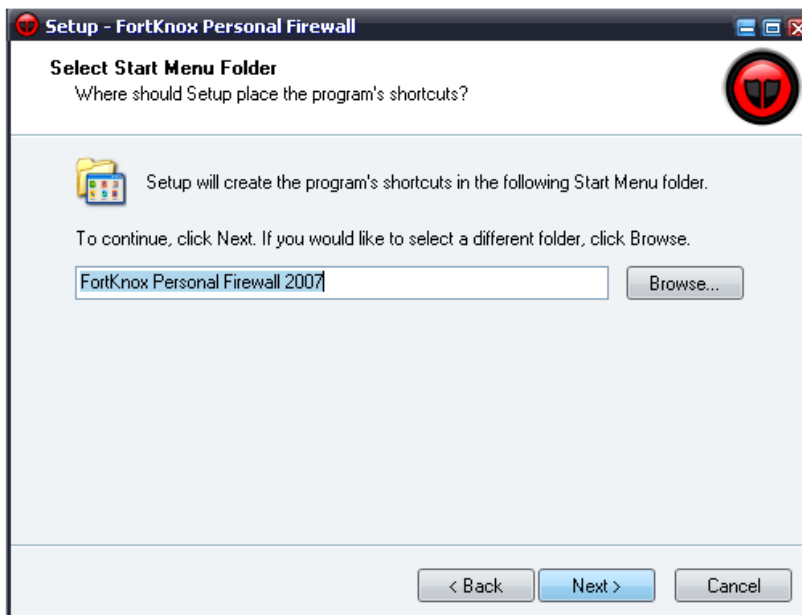 Setup - FortKnox Personal Firewall
Select Start Menu Folder
Where should Setup place the program's shortcuts?
Setup will create the program's shortcuts in the following Start Menu folder.
To continue, click Next. If you would like to select a different folder, click Browse.
FortKnox Personal Firewall 2007
Browse...
< Back
Next >
Cancel